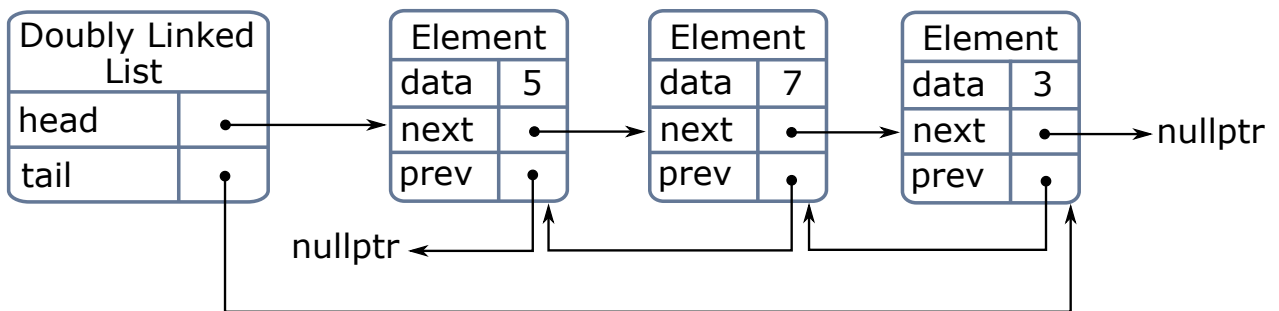 Doubly Linked
List
head
tail
Element
data 5
next
prev
Element
data 7
next
prev
Element
data 3
next
prev
nullptr
nullptr